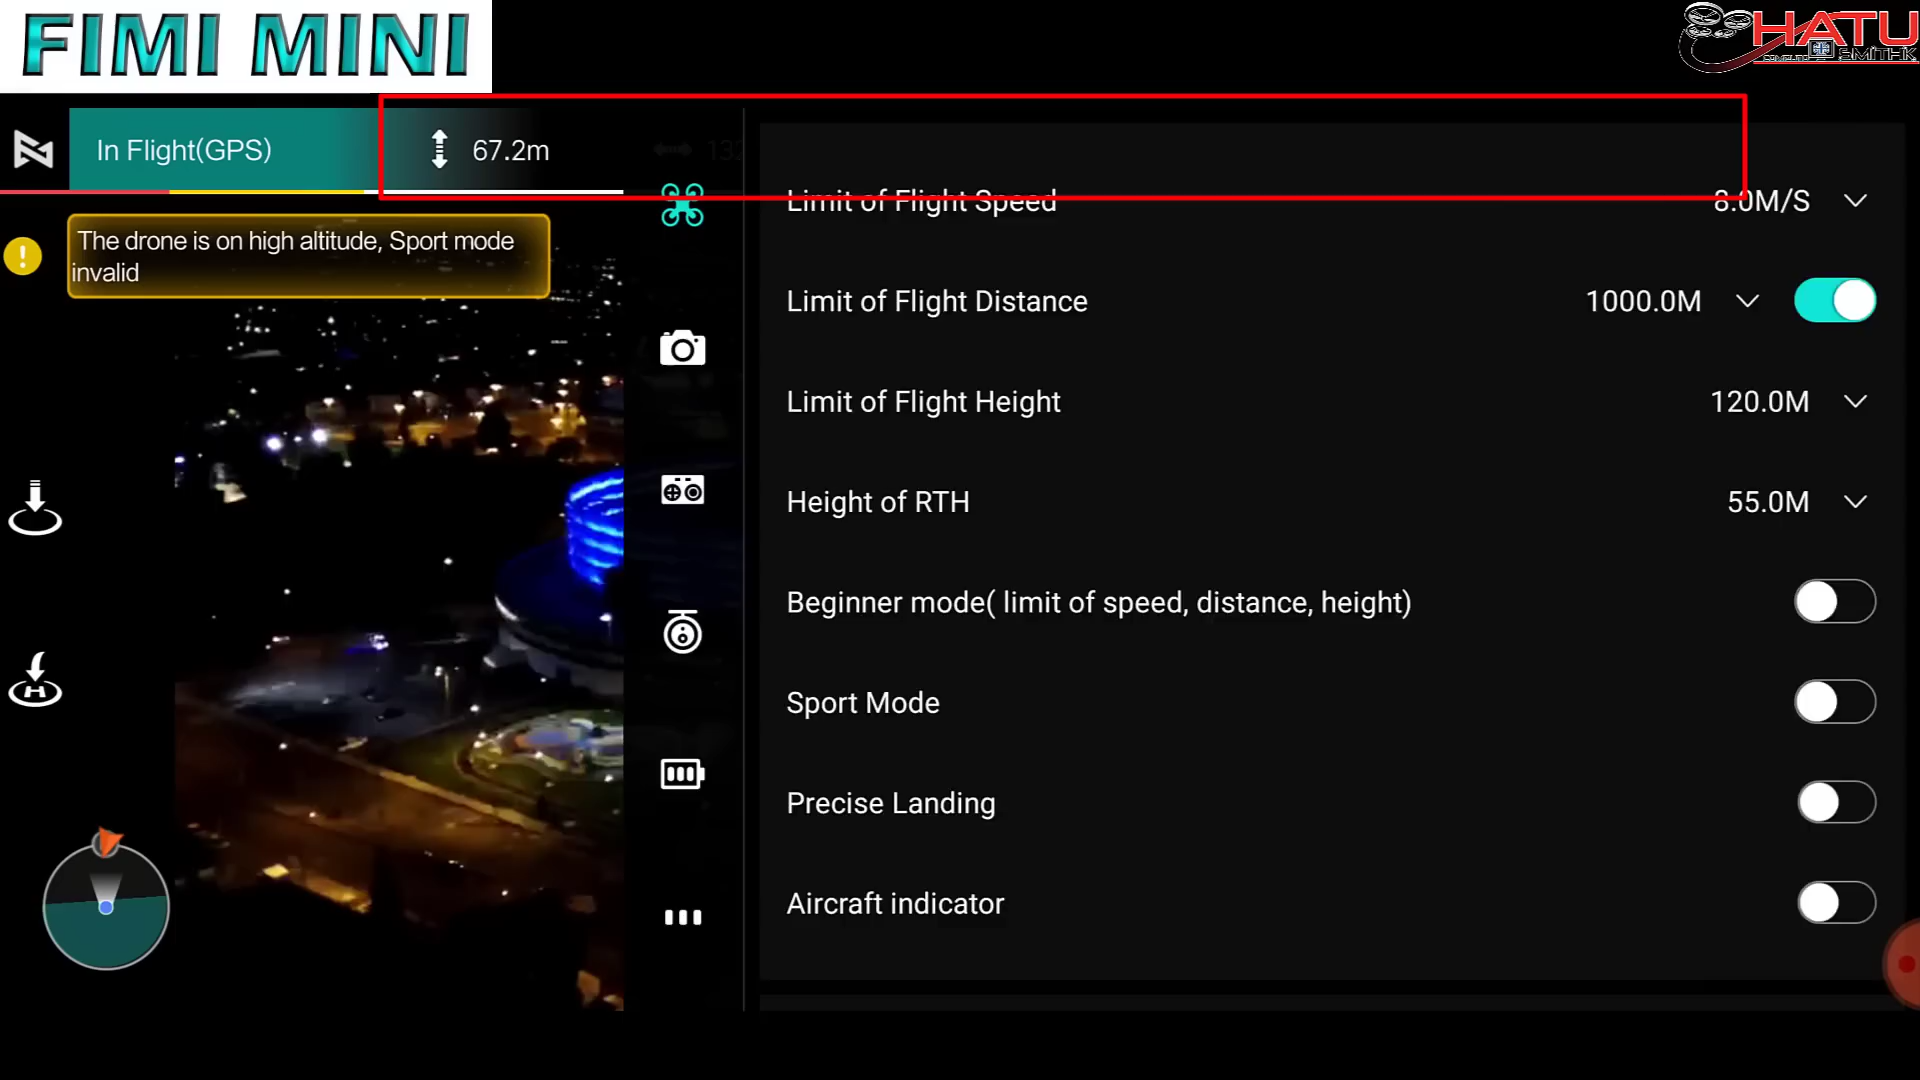 FIMI MINI
HATU
SMITHK
In Flight(GPS)
67.2m
The drone is on high altitude, Sport mode
invalid
Limit of Flight Speed
8.0M/S
Limit of Flight Distance
1000.0M
Limit of Flight Height
120.0M
Height of RTH
55.0M
Beginner mode( limit of speed, distance, height)
Sport Mode
Precise Landing
Aircraft indicator
H